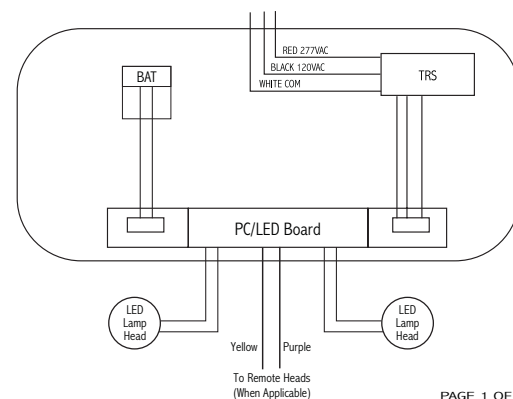 RED 277VAC
BLACK 120VAC
WHITE COM
BAT
TRS
PC/LED Board
LED
Lamp
Head
LED
Lamp
Head
Yellow
Purple
To Remote Heads
(When Applicable)
PAGE 1 OF